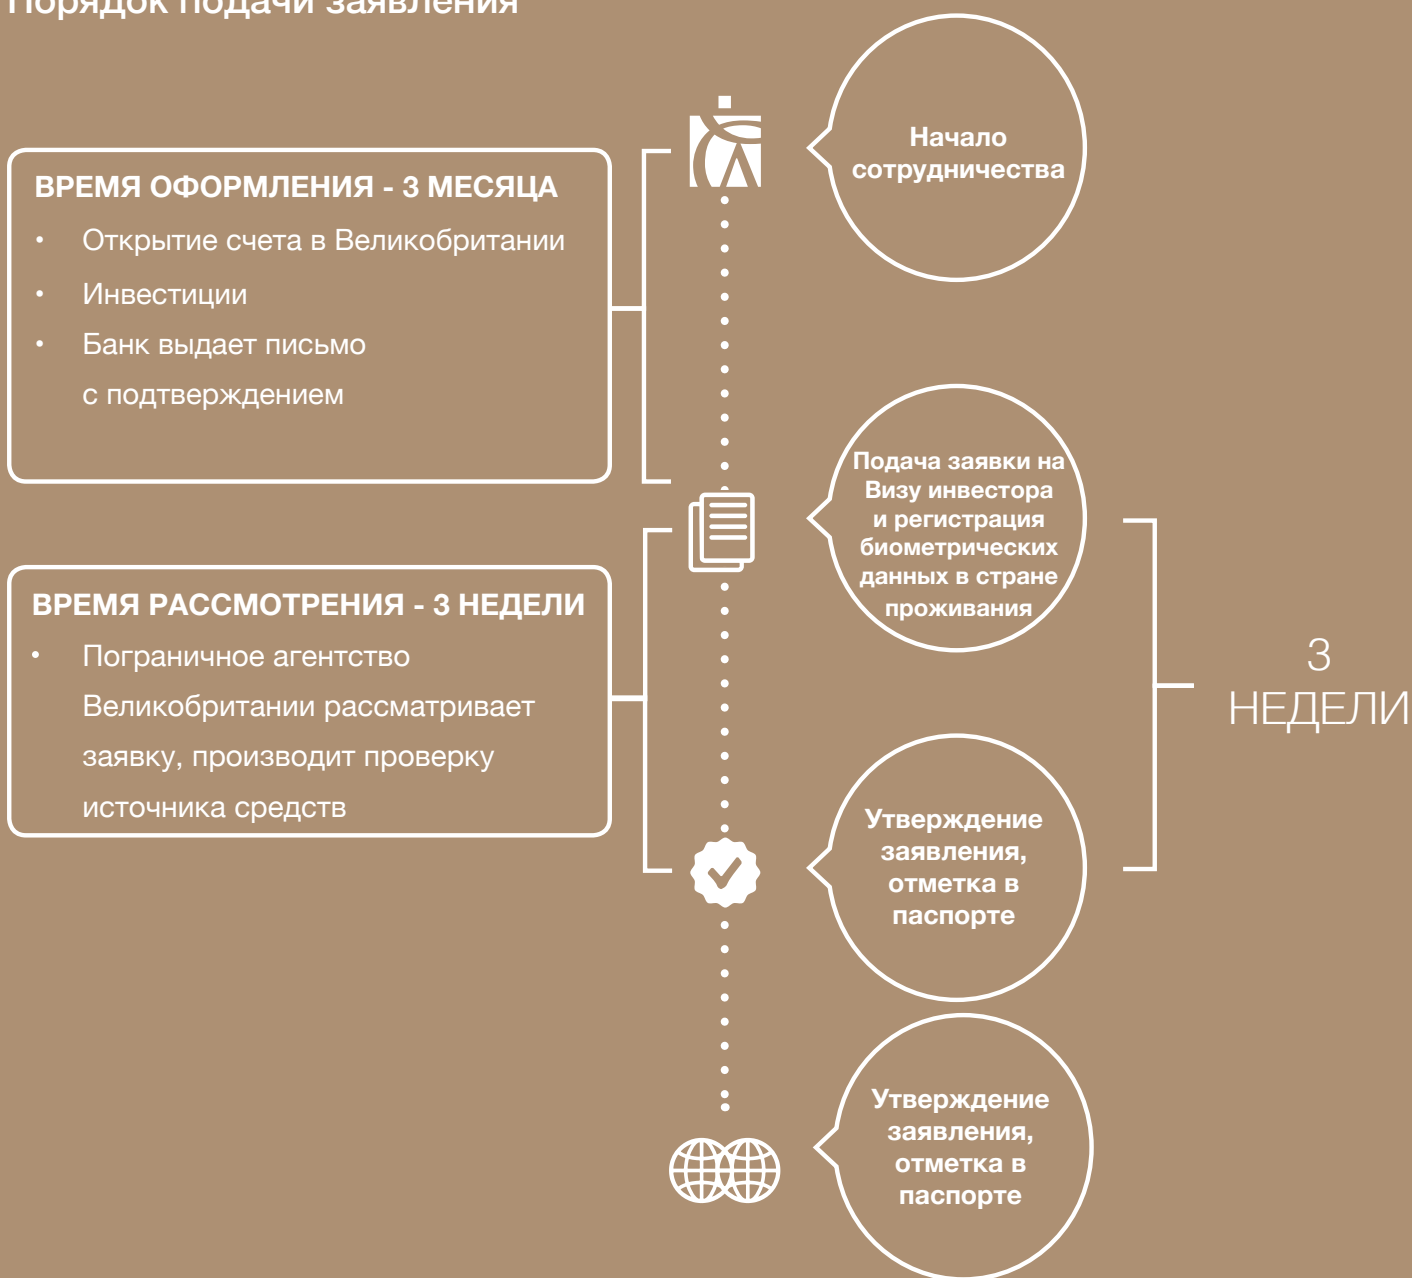 Порядок подачи заявления
Начало
сотрудничества
ВРЕМЯ ОФОРМЛЕНИЯ - 3 МЕСЯЦА
• Открытие счета в Великобритании
• Инвестиции
• Банк выдает письмо
с подтверждением
Подача заявки на
Визу инвестора
и регистрация
биометрических
данных в стране
проживания
ВРЕМЯ РАССМОТРЕНИЯ - 3 НЕДЕЛИ
• Пограничное агентство
Великобритании рассматривает
заявку, производит проверку
источника средств
3
НЕДЕЛИ
Утверждение
заявления,
отметка в
паспорте
Утверждение
заявления,
отметка в
паспорте